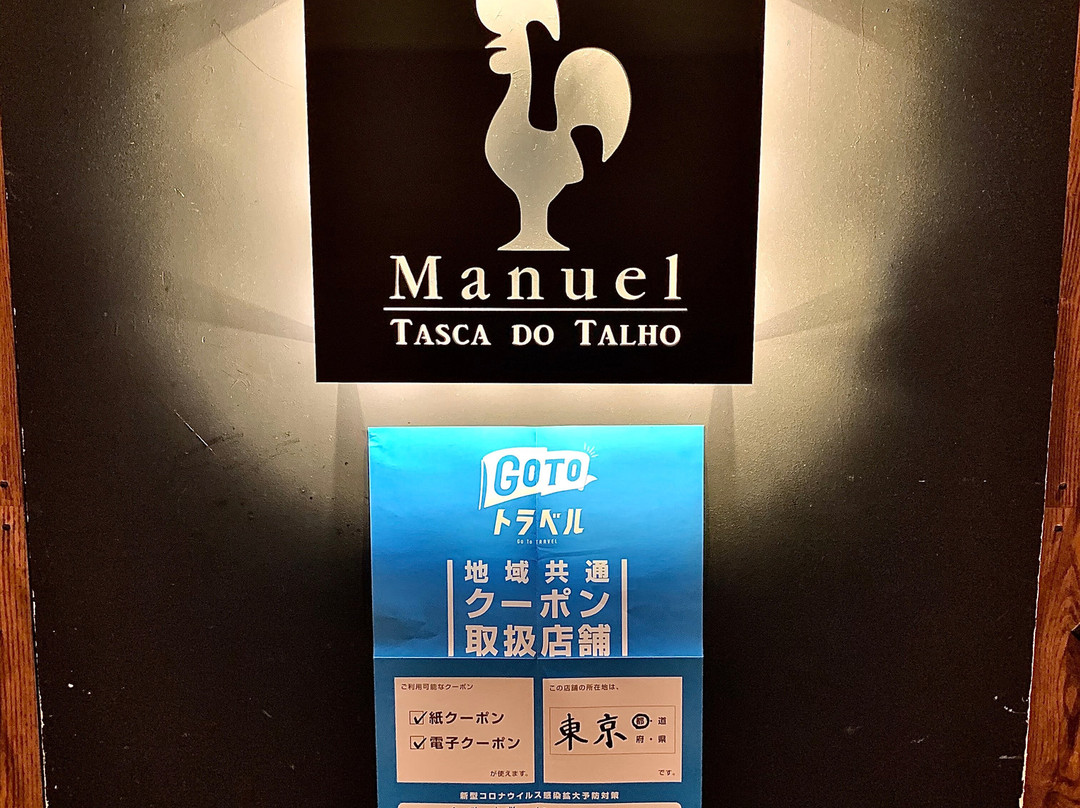 Manuel
TASCA DO TALHO
GOTO
トラベル
Go To TRAVEL
地域共通
クーポン
取扱店舗
ご利用可能なクーポン
☑紙クーポン
☑電子クーポン
が使えます。
この店舗の所在地は、
東京 都・道
府・県
です。
新型コロナウイルス感染拡大予防対策